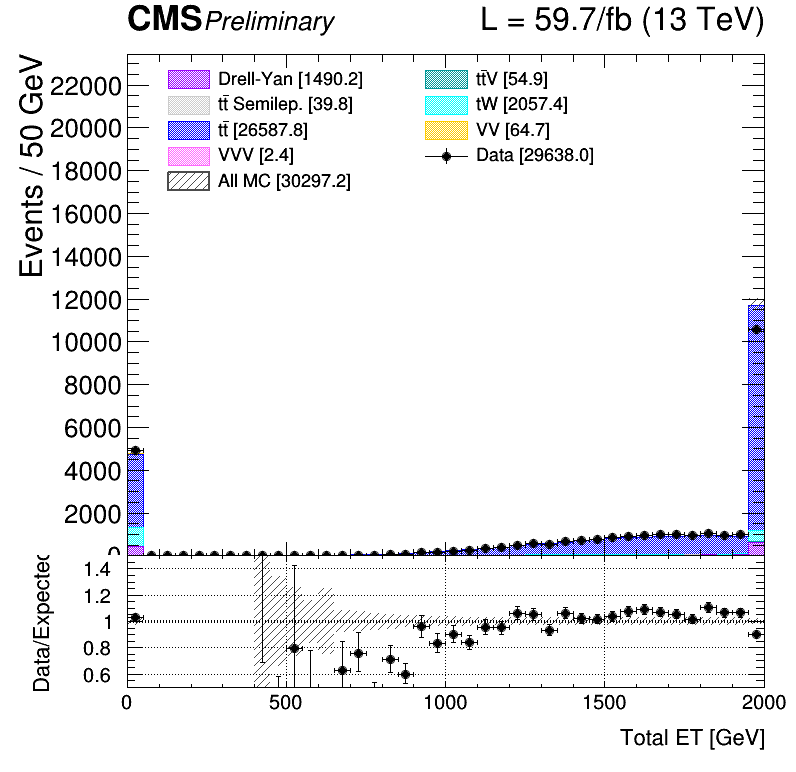 CMS Preliminary L = 59.7/fb (13 TeV)
Events / 50 GeV
22000
20000
18000
16000
14000
12000
10000
8000
6000
4000
2000
0
Drell-Yan [1490.2]
tt̄ Semilep. [39.8]
tt̄ [26587.8]
VVV [2.4]
All MC [30297.2]
tt̄V [54.9]
tW [2057.4]
VV [64.7]
Data [29638.0]
Data/Expected
1.4
1.2
1
0.8
0.6
0 500 1000 1500 2000
Total ET [GeV]